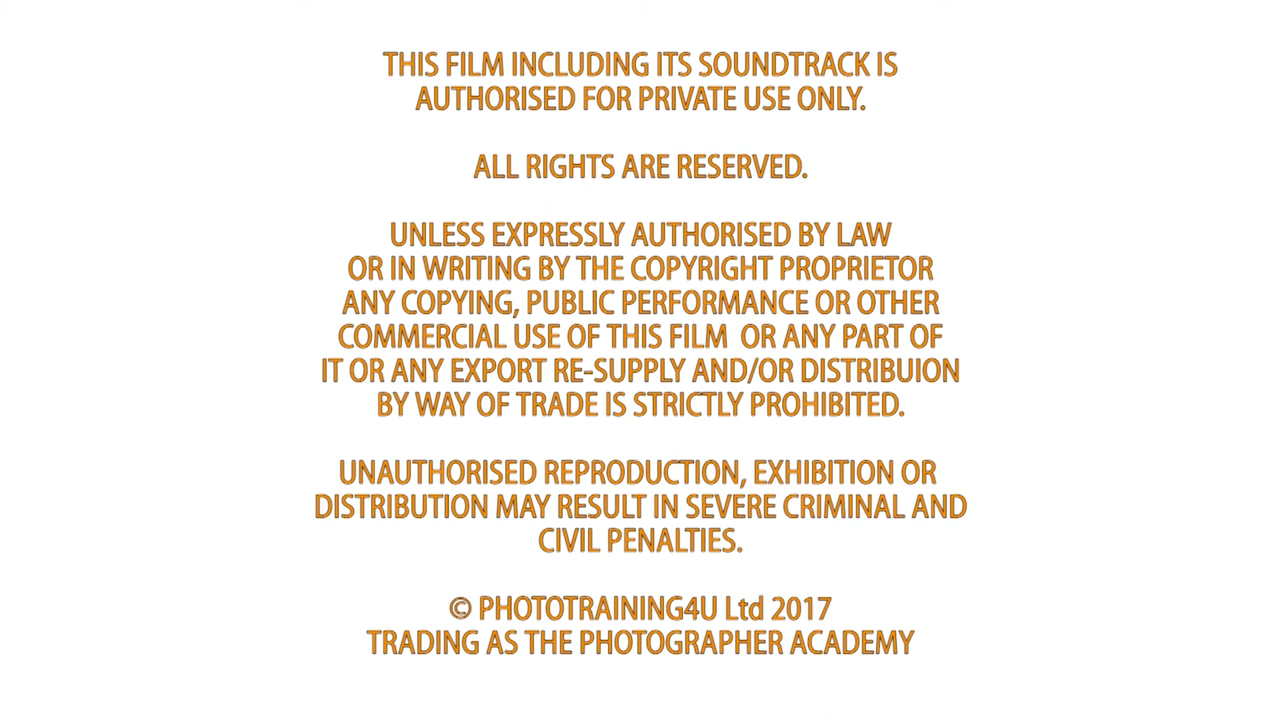 THIS FILM INCLUDING ITS SOUNDTRACK IS
AUTHORISED FOR PRIVATE USE ONLY.
ALL RIGHTS ARE RESERVED.
UNLESS EXPRESSLY AUTHORISED BY LAW
OR IN WRITING BY THE COPYRIGHT PROPRIETOR
ANY COPYING, PUBLIC PERFORMANCE OR OTHER
COMMERCIAL USE OF THIS FILM  OR ANY PART OF
IT OR ANY EXPORT RE-SUPPLY AND/OR DISTRIBUION
BY WAY OF TRADE IS STRICTLY PROHIBITED.
UNAUTHORISED REPRODUCTION, EXHIBITION OR
DISTRIBUTION MAY RESULT IN SEVERE CRIMINAL AND
CIVIL PENALTIES.
© PHOTOTRAINING4U Ltd 2017
TRADING AS THE PHOTOGRAPHER ACADEMY